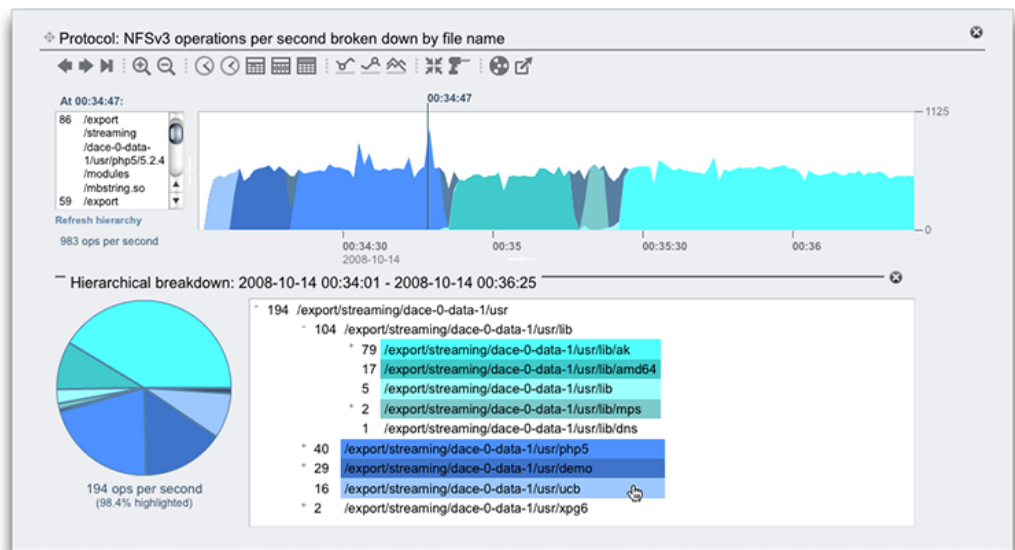 Protocol: NFSv3 operations per second broken down by file name
At 00:34:47:
00:34:47
86 /export
/streaming
/dace-0-data-
1/usr/php5/5.2.4
/modules
/mbstring.so
59 /export
1125
0
Refresh hierarchy
983 ops per second
00:34:30
00:35
00:35:30
00:36
2008-10-14
Hierarchical breakdown: 2008-10-14 00:34:01 - 2008-10-14 00:36:25
194 /export/streaming/dace-0-data-1/usr
104 /export/streaming/dace-0-data-1/usr/lib
79 /export/streaming/dace-0-data-1/usr/lib/ak
17 /export/streaming/dace-0-data-1/usr/lib/amd64
5 /export/streaming/dace-0-data-1/usr/lib
2 /export/streaming/dace-0-data-1/usr/lib/mps
1 /export/streaming/dace-0-data-1/usr/lib/dns
40 /export/streaming/dace-0-data-1/usr/php5
29 /export/streaming/dace-0-data-1/usr/demo
16 /export/streaming/dace-0-data-1/usr/ucb
2 /export/streaming/dace-0-data-1/usr/xpg6
194 ops per second
(98.4% highlighted)